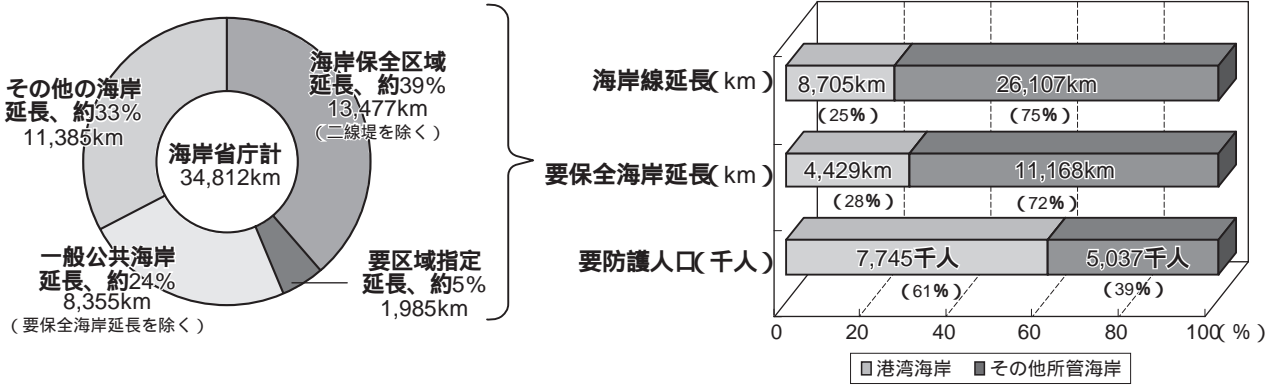 海岸保全区域
延長、約39%
13,477km
（二線堤を除く）
その他の海岸
延長、約33%
11,385km
海岸省庁計
34,812km
一般公共海岸
延長、約24%
8,355km
（要保全海岸延長を除く）
要区域指定
延長、約5%
1,985km
海岸線延長(km) 8,705km 26,107km
(25%) (75%)
要保全海岸延長(km) 4,429km 11,168km
(28%) (72%)
要防護人口(千人) 7,745千人 5,037千人
(61%) (39%)
0 20 40 60 80 100(%)
港湾海岸 その他所管海岸